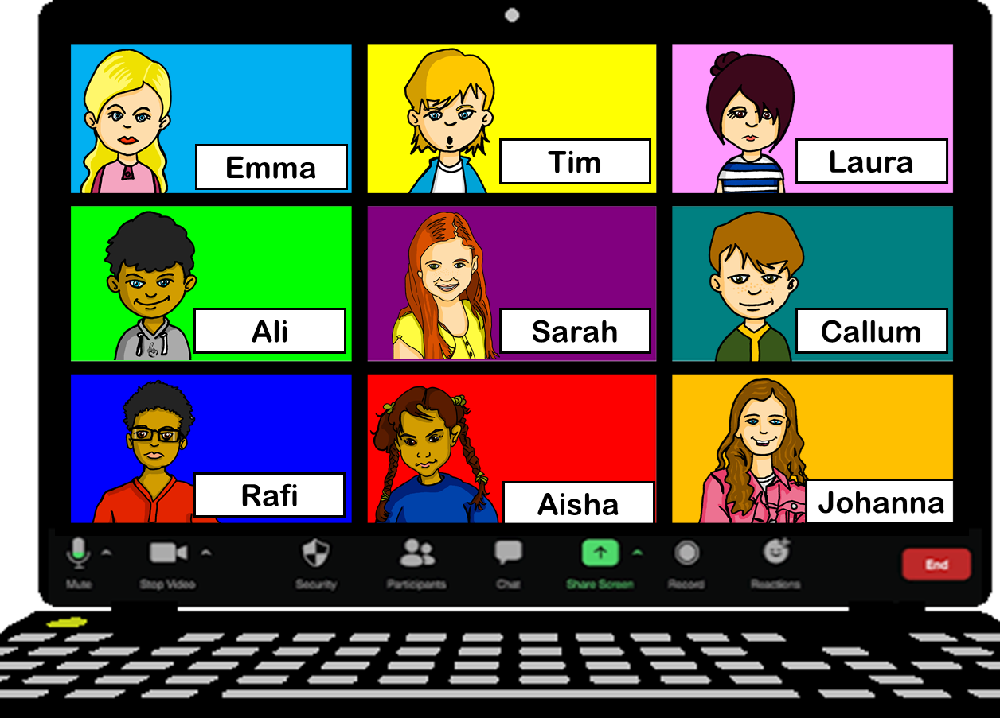 Emma
Tim
Laura
Ali
Sarah
Callum
Rafi
Aisha
Johanna
Mute
Stop Video
Security
Participants
Chat
Share Screen
Record
Reactions
End